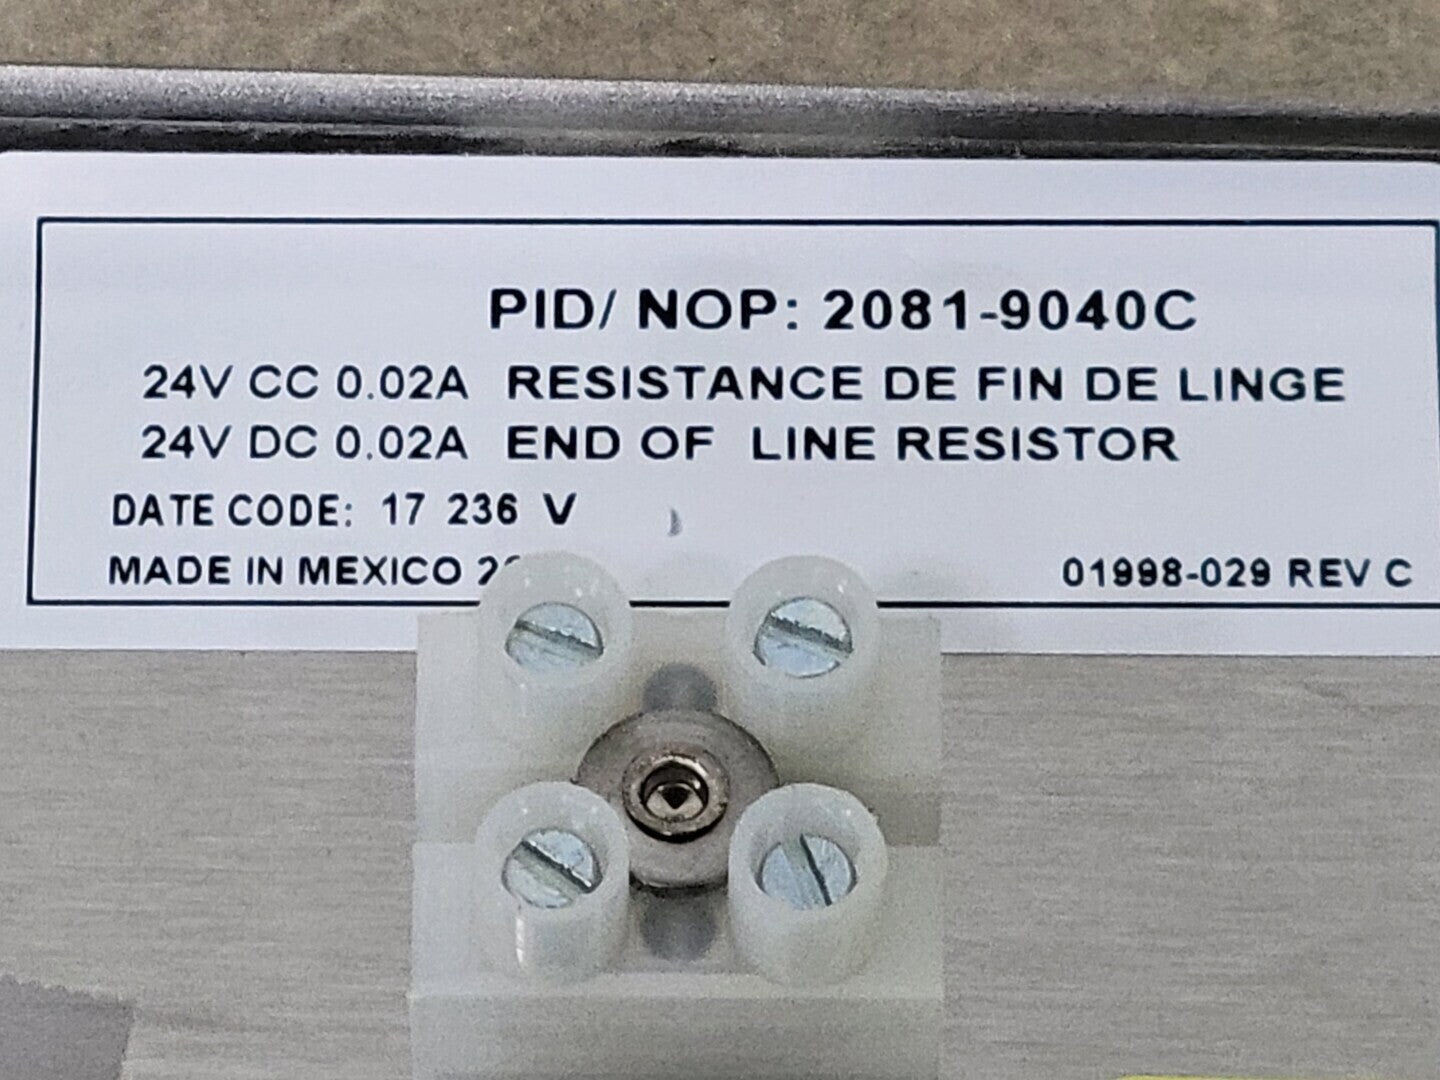 PID/ NOP: 2081-9040C
24V CC 0.02A RESISTANCE DE FIN DE LINGE
24V DC 0.02A END OF LINE RESISTOR
DATE CODE: 17 236 V
MADE IN MEXICO
01998-029 REV C